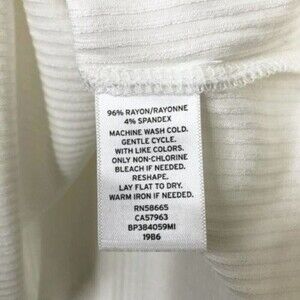 96% RAYON/RAYONNE
4% SPANDEX
MACHINE WASH COLD.
GENTLE CYCLE.
WITH LIKE COLORS.
ONLY NON-CHLORINE
BLEACH IF NEEDED.
RESHAPE.
LAY FLAT TO DRY.
WARM IRON IF NEEDED.
RN58665
CA57963
BP384059MI
1986